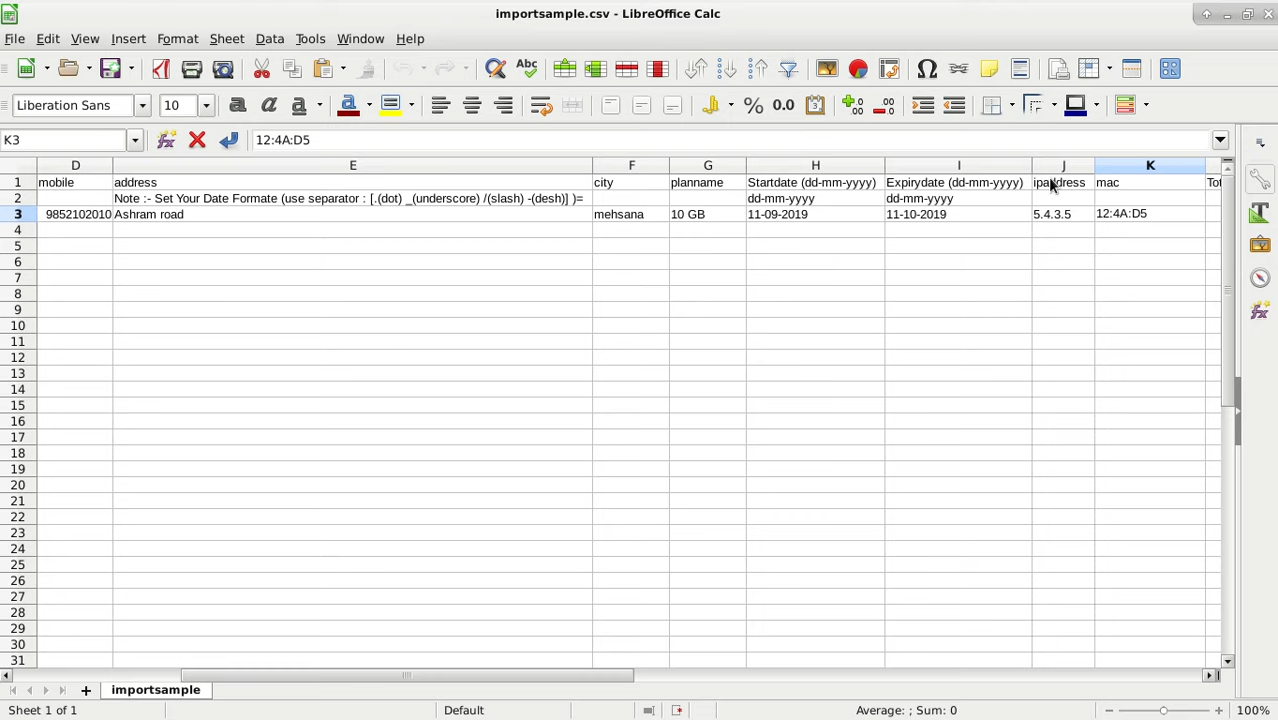 importsample.csv - LibreOffice Calc
File Edit View Insert Format Sheet Data Tools Window Help
Liberation Sans 10
K3 12:4A:D5
D E F G H I J K
1 mobile address city planname Startdate (dd-mm-yyyy) Expirydate (dd-mm-yyyy) ipaddress mac Tot
2 Note :- Set Your Date Formate (use separator : [.(dot) _(underscore) /(slash) -(desh)] )= dd-mm-yyyy dd-mm-yyyy
3 9852102010 Ashram road mehsana 10 GB 11-09-2019 11-10-2019 5.4.3.5 12:4A:D5
4
5
6
7
8
9
10
11
12
13
14
15
16
17
18
19
20
21
22
23
24
25
26
27
28
29
30
31
importsample
Sheet 1 of 1 Default Average: ; Sum: 0 100%